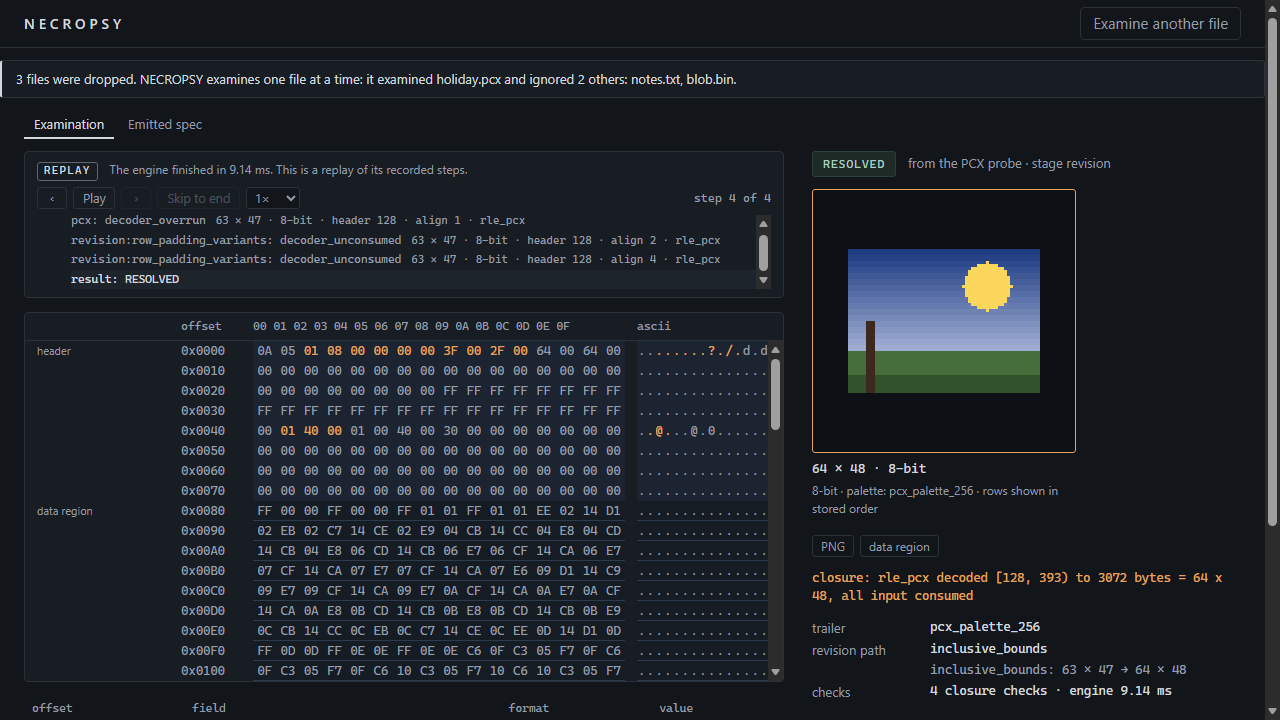 NECROPSY
Examine another file
3 files were dropped. NECROPSY examines one file at a time: it examined holiday.pcx and ignored 2 others: notes.txt, blob.bin.
Examination Emitted spec
REPLAY The engine finished in 9.14 ms. This is a replay of its recorded steps.
‹ Play › Skip to end 1× step 4 of 4
pcx: decoder_overrun 63 × 47 · 8-bit · header 128 · align 1 · rle_pcx
revision:row_padding_variants: decoder_unconsumed 63 × 47 · 8-bit · header 128 · align 2 · rle_pcx
revision:row_padding_variants: decoder_unconsumed 63 × 47 · 8-bit · header 128 · align 4 · rle_pcx
result: RESOLVED
offset 00 01 02 03 04 05 06 07 08 09 0A 0B 0C 0D 0E 0F ascii
header 0x0000 0A 05 01 08 00 00 00 00 3F 00 2F 00 64 00 64 00 ........?./.d.d
0x0010 00 00 00 00 00 00 00 00 00 00 00 00 00 00 00 00 ...............
0x0020 00 00 00 00 00 00 00 00 FF FF FF FF FF FF FF FF ...............
0x0030 FF FF FF FF FF FF FF FF FF FF FF FF FF FF FF FF ...............
0x0040 00 01 40 00 01 00 40 00 30 00 00 00 00 00 00 00 ..@...@.0......
0x0050 00 00 00 00 00 00 00 00 00 00 00 00 00 00 00 00 ...............
0x0060 00 00 00 00 00 00 00 00 00 00 00 00 00 00 00 00 ...............
0x0070 00 00 00 00 00 00 00 00 00 00 00 00 00 00 00 00 ...............
data region 0x0080 FF 00 00 FF 00 00 FF 01 01 FF 01 01 EE 02 14 D1 ...............
0x0090 02 EB 02 C7 14 CE 02 E9 04 CB 14 CC 04 E8 04 CD ...............
0x00A0 14 CB 04 E8 06 CD 14 CB 06 E7 06 CF 14 CA 06 E7 ...............
0x00B0 07 CF 14 CA 07 E7 07 CF 14 CA 07 E6 09 D1 14 C9 ...............
0x00C0 09 E7 09 CF 14 CA 09 E7 0A CF 14 CA 0A E7 0A CF ...............
0x00D0 14 CA 0A E8 0B CD 14 CB 0B E8 0B CD 14 CB 0B E9 ...............
0x00E0 0C CB 14 CC 0C EB 0C C7 14 CE 0C EE 0D 14 D1 0D ...............
0x00F0 FF 0D 0D FF 0E 0E FF 0E 0E C6 0F C3 05 F7 0F C6 ...............
0x0100 0F C3 05 F7 0F C6 10 C3 05 F7 10 C6 10 C3 05 F7 ...............
offset field format value
RESOLVED from the PCX probe · stage revision
64 × 48 · 8-bit
8-bit · palette: pcx_palette_256 · rows shown in
stored order
PNG data region
closure: rle_pcx decoded [128, 393) to 3072 bytes = 64 x
48, all input consumed
trailer pcx_palette_256
revision path inclusive_bounds
inclusive_bounds: 63 × 47 → 64 × 48
checks 4 closure checks · engine 9.14 ms